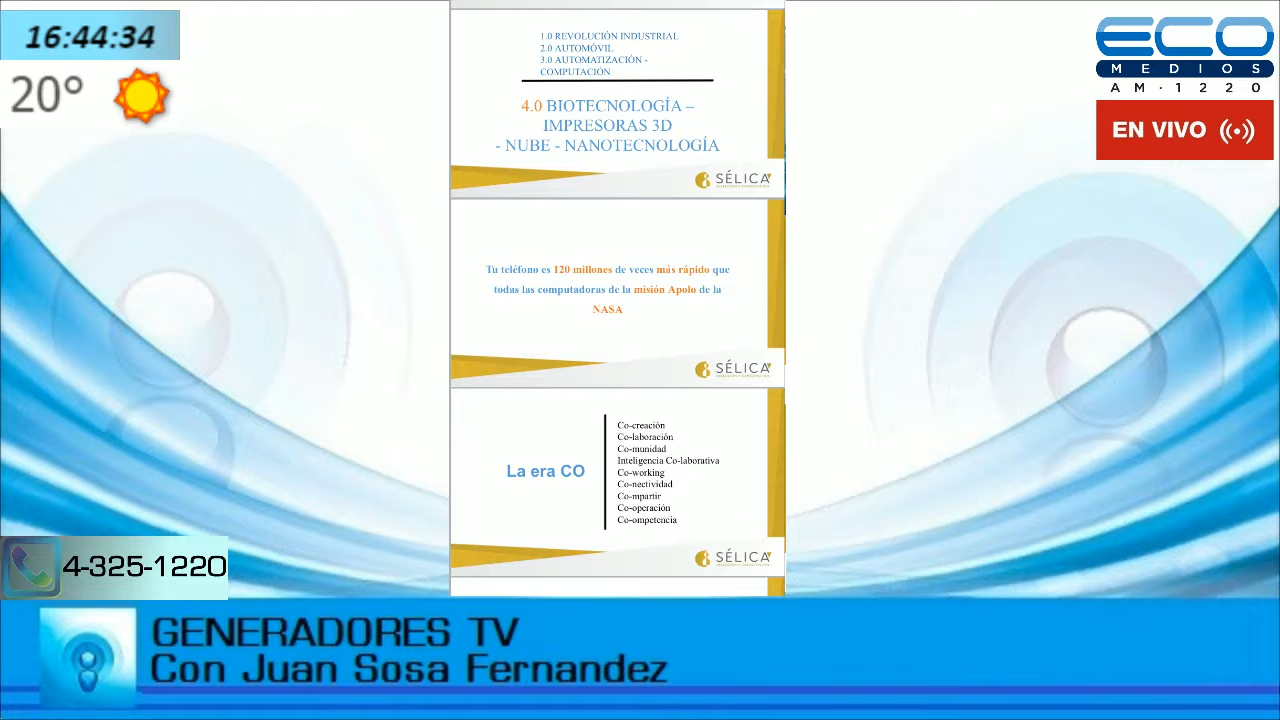 16:44:34
20°
ECO
MEDIOS
AM·1220
EN VIVO
1.0 REVOLUCIÓN INDUSTRIAL
2.0 AUTOMÓVIL
3.0 AUTOMATIZACIÓN -
COMPUTACIÓN
4.0 BIOTECNOLOGÍA –
IMPRESORAS 3D
- NUBE - NANOTECNOLOGÍA
SÉLICA
Tu teléfono es 120 millones de veces más rápido que
todas las computadoras de la misión Apolo de la
NASA
SÉLICA
La era CO
Co-creación
Co-laboración
Co-munidad
Inteligencia Co-laborativa
Co-working
Co-nectividad
Co-mpartir
Co-operación
Co-ompetencia
SÉLICA
4-325-1220
GENERADORES TV
Con Juan Sosa Fernandez